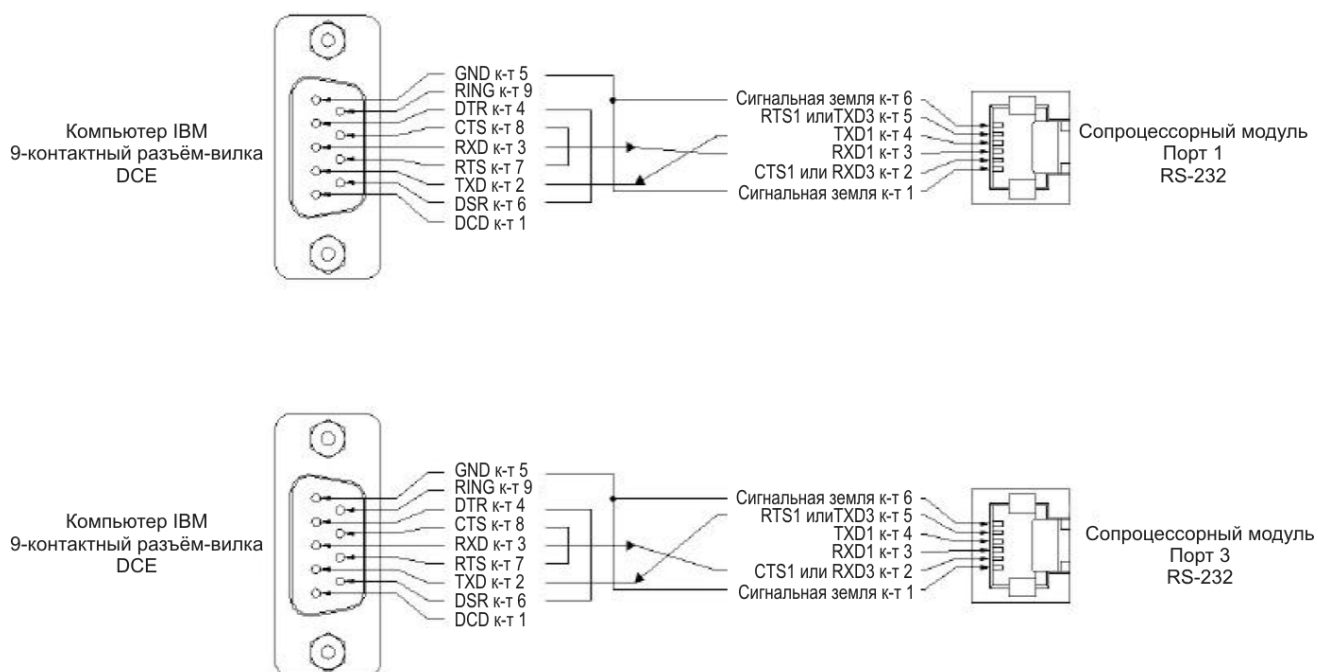 Компьютер IBM
9-контактный разъём-вилка
DCE
GND к-т 5
RING к-т 9
DTR к-т 4
CTS к-т 8
RXD к-т 3
RTS к-т 7
TXD к-т 2
DSR к-т 6
DCD к-т 1
Сигнальная земля к-т 6
RTS1 илиTXD3 к-т 5
TXD1 к-т 4
RXD1 к-т 3
CTS1 или RXD3 к-т 2
Сигнальная земля к-т 1
Сопроцессорный модуль
Порт 1
RS-232
Компьютер IBM
9-контактный разъём-вилка
DCE
GND к-т 5
RING к-т 9
DTR к-т 4
CTS к-т 8
RXD к-т 3
RTS к-т 7
TXD к-т 2
DSR к-т 6
DCD к-т 1
Сигнальная земля к-т 6
RTS1 илиTXD3 к-т 5
TXD1 к-т 4
RXD1 к-т 3
CTS1 или RXD3 к-т 2
Сигнальная земля к-т 1
Сопроцессорный модуль
Порт 3
RS-232